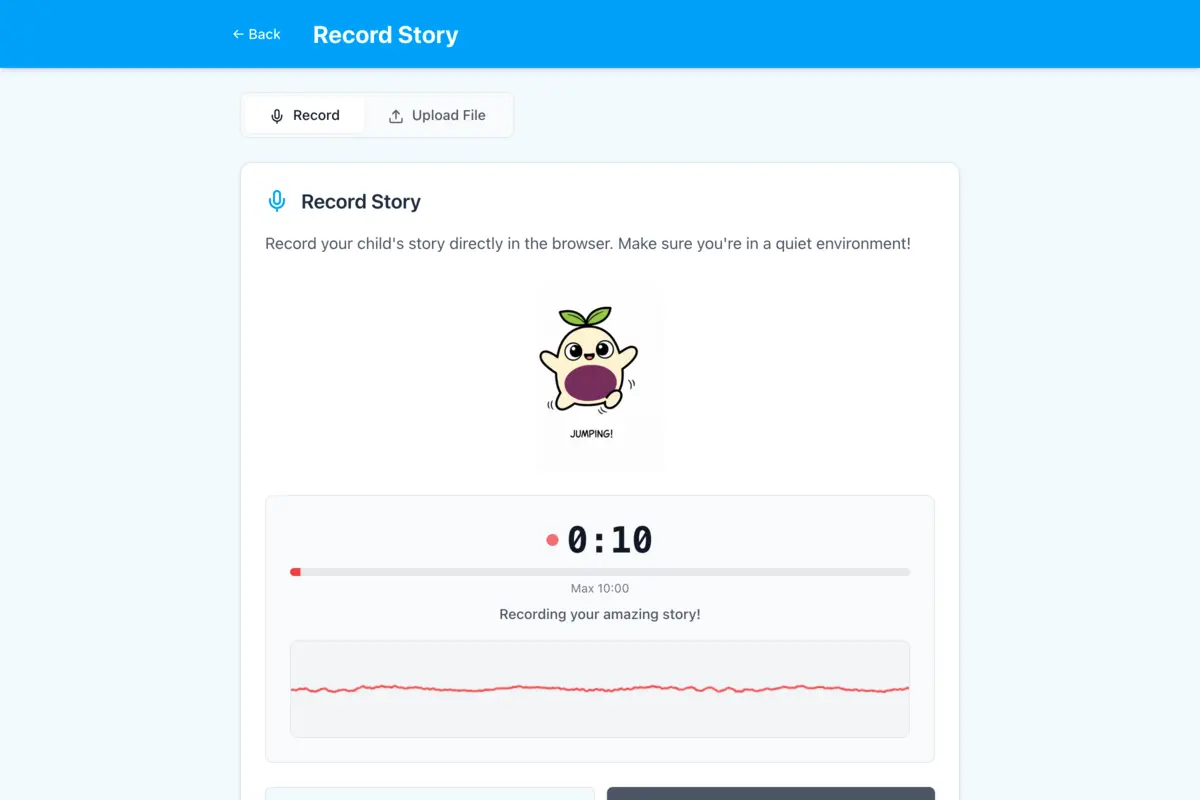 ← Back
Record Story
Record
Upload File
Record Story
Record your child's story directly in the browser. Make sure you're in a quiet environment!
JUMPING!
0:10
Max 10:00
Recording your amazing story!